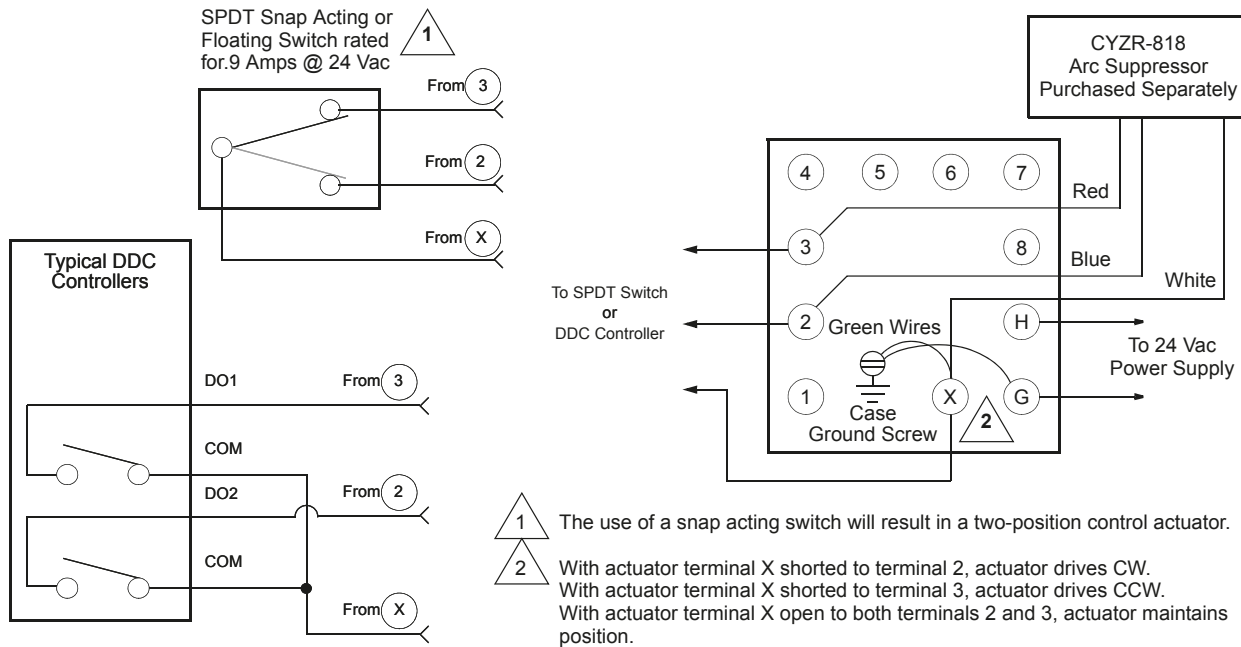 SPDT Snap Acting or
Floating Switch rated
for.9 Amps @ 24 Vac
1
From 3
From 2
From X
Typical DDC
Controllers
DO1
From 3
COM
DO2
From 2
COM
From X
CYZR-818
Arc Suppressor
Purchased Separately
4 5 6 7
Red
3
8
Blue
White
To SPDT Switch
or
DDC Controller
2
Green Wires
H
To 24 Vac
Power Supply
1
X
2
G
Case
Ground Screw
1 The use of a snap acting switch will result in a two-position control actuator.
2 With actuator terminal X shorted to terminal 2, actuator drives CW.
With actuator terminal X shorted to terminal 3, actuator drives CCW.
With actuator terminal X open to both terminals 2 and 3, actuator maintains
position.